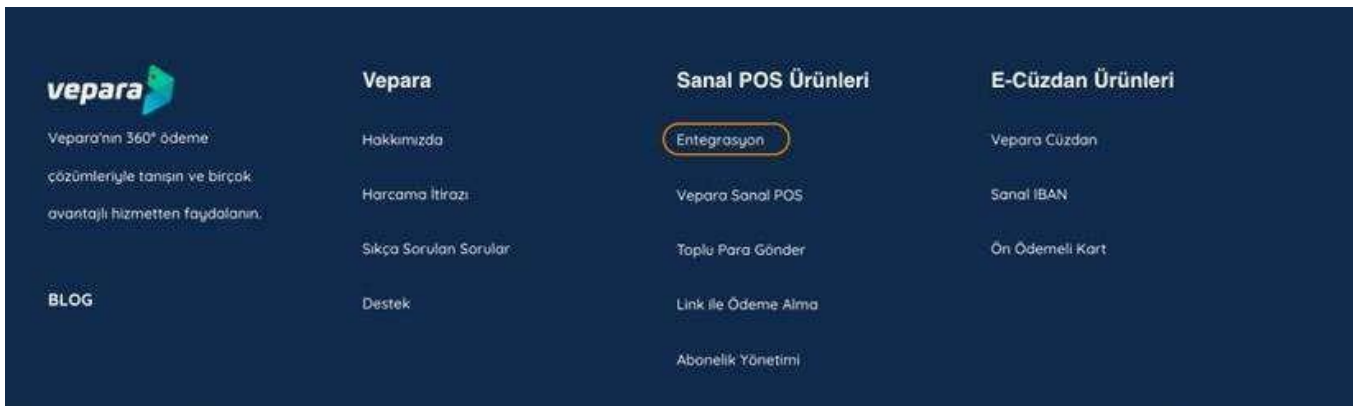 vepara
Vepara'nın 360° ödeme
çözümleriyle tanışın ve birçok
avantajlı hizmetten faydalanın.
BLOG
Vepara
Hakkımızda
Harcama İtirazı
Sıkça Sorulan Sorular
Destek
Sanal POS Ürünleri
Entegrasyon
Vepara Sanal POS
Toplu Para Gönder
Link ile Ödeme Alma
Abonelik Yönetimi
E-Cüzdan Ürünleri
Vepara Cüzdan
Sanal IBAN
Ön Ödemeli Kart